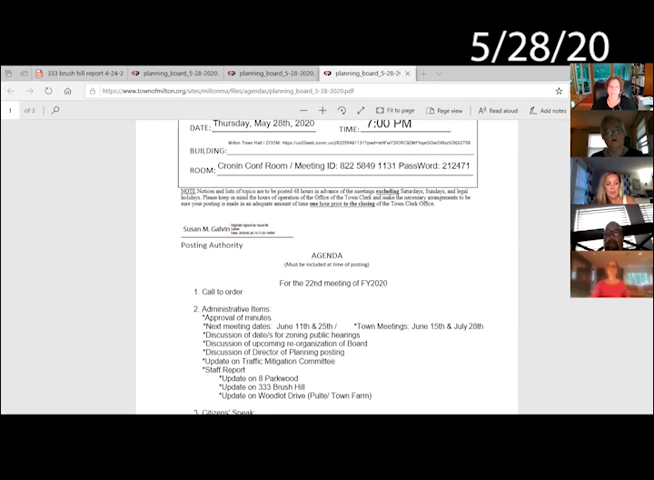 5/28/20
333 brush hill report 4-24-2
planning_board_5-28-2020.
planning_board_5-28-2020.
planning_board_5-28-2
https://www.townofmilton.org/sites/miltonma/files/agendas/planning_board_5-28-2020.pdf
1 of 3
Fit to page
Page view
Read aloud
Add notes
DATE: Thursday, May 28th, 2020 TIME: 7:00 PM
Milton Town Hall / ZOOM:
BUILDING:
ROOM: Cronin Conf Room / Meeting ID: 822 5849 1131 PassWord: 212471
NOTE: Notices and lists of topics are to be posted 48 hours in advance of the meetings excluding Saturdays, Sundays, and legal
holidays. Please keep in mind the hours of operation of the Office of the Town Clerk and make the necessary arrangements to be
sure your posting is made in an adequate amount of time one hour prior to the closing of the Town Clerk Office.
Susan M. Galvin
Posting Authority
AGENDA
(Must be included at time of posting)
For the 22nd meeting of FY2020
1. Call to order
2. Administrative Items:
*Approval of minutes
*Next meeting dates: June 11th & 25th / *Town Meetings: June 15th & July 28th
*Discussion of date/s for zoning public hearings
*Discussion of upcoming re-organization of Board
*Discussion of Director of Planning posting
*Update on Traffic Mitigation Committee
*Staff Report
*Update on 8 Parkwood
*Update on 333 Brush Hill
*Update on Woodlot Drive (Pulte/ Town Farm)
3. Citizens' Speak: